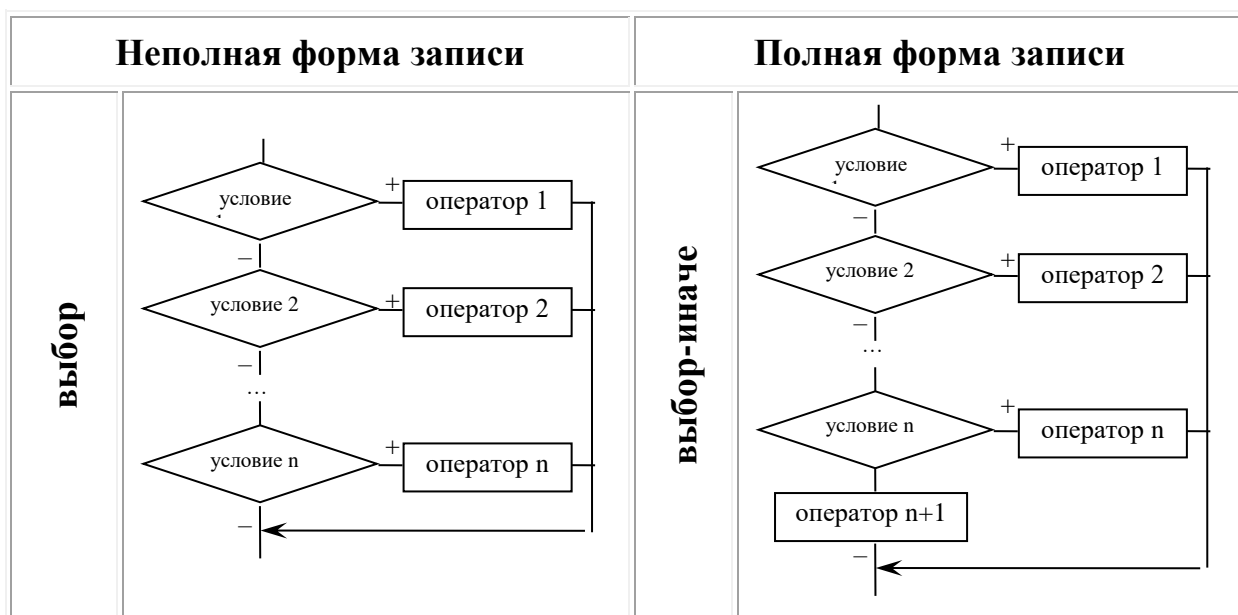 Неполная форма записи
Полная форма записи
выбор
условие
.
+
оператор 1
–
условие 2
+
оператор 2
–
...
условие n
+
оператор n
–
выбор-иначе
условие
.
+
оператор 1
–
условие 2
+
оператор 2
–
...
условие n
+
оператор n
оператор n+1
–